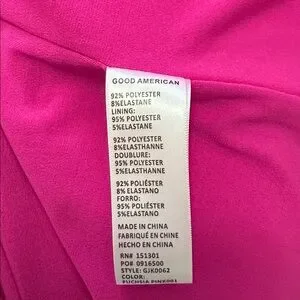 GOOD AMERICAN
92% POLYESTER
8%ELASTANE
LINING:
95% POLYESTER
5%ELASTANE
92% POLYESTER
8%ELASTHANNE
DOUBLURE:
95% POLYESTER
5%ELASTHANNE
92% POLIÉSTER
8% ELASTANO
FORRO:
95% POLIÉSTER
5% ELASTANO
MADE IN CHINA
FABRIQUÉ EN CHINE
HECHO EN CHINA
RN# 151301
PO# 0916500
STYLE: GJK0062
COLOR:
FUCHSIA PINK001